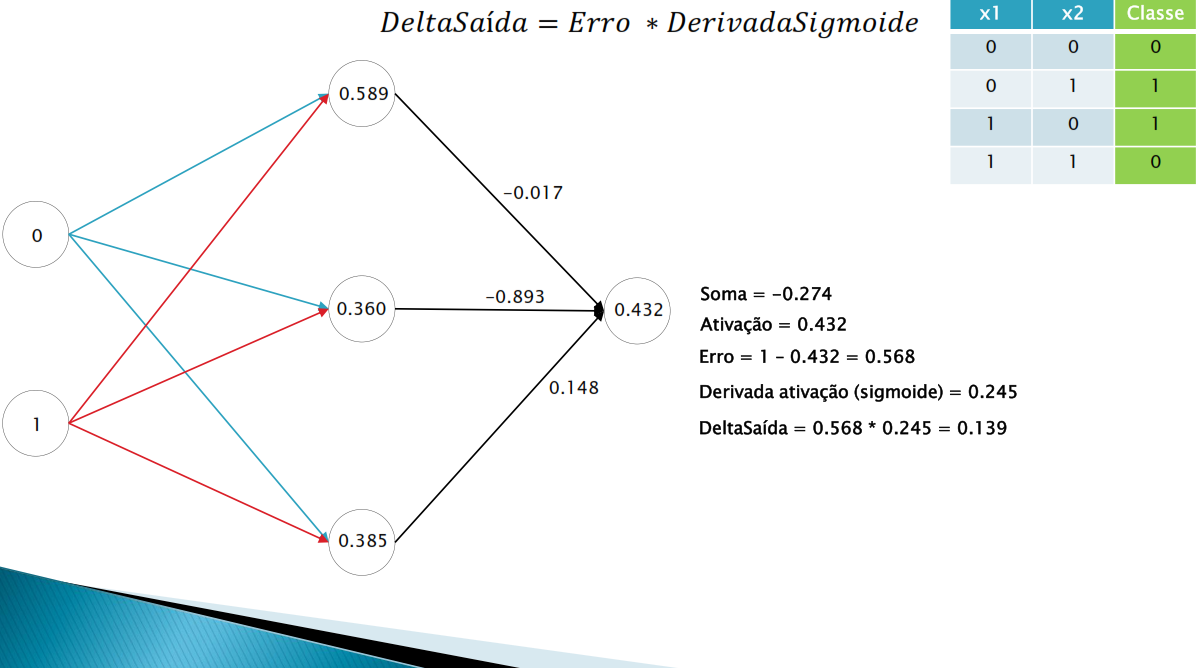 DeltaSaída = Erro ∗ DerivadaSigmoide
x1 x2 Classe
0 0 0
0 1 1
1 0 1
1 1 0
0.589
−0.017
0
−0.893
0.360
0.432
0.148
1
0.385
Soma = −0.274
Ativação = 0.432
Erro = 1 – 0.432 = 0.568
Derivada ativação (sigmoide) = 0.245
DeltaSaída = 0.568 * 0.245 = 0.139